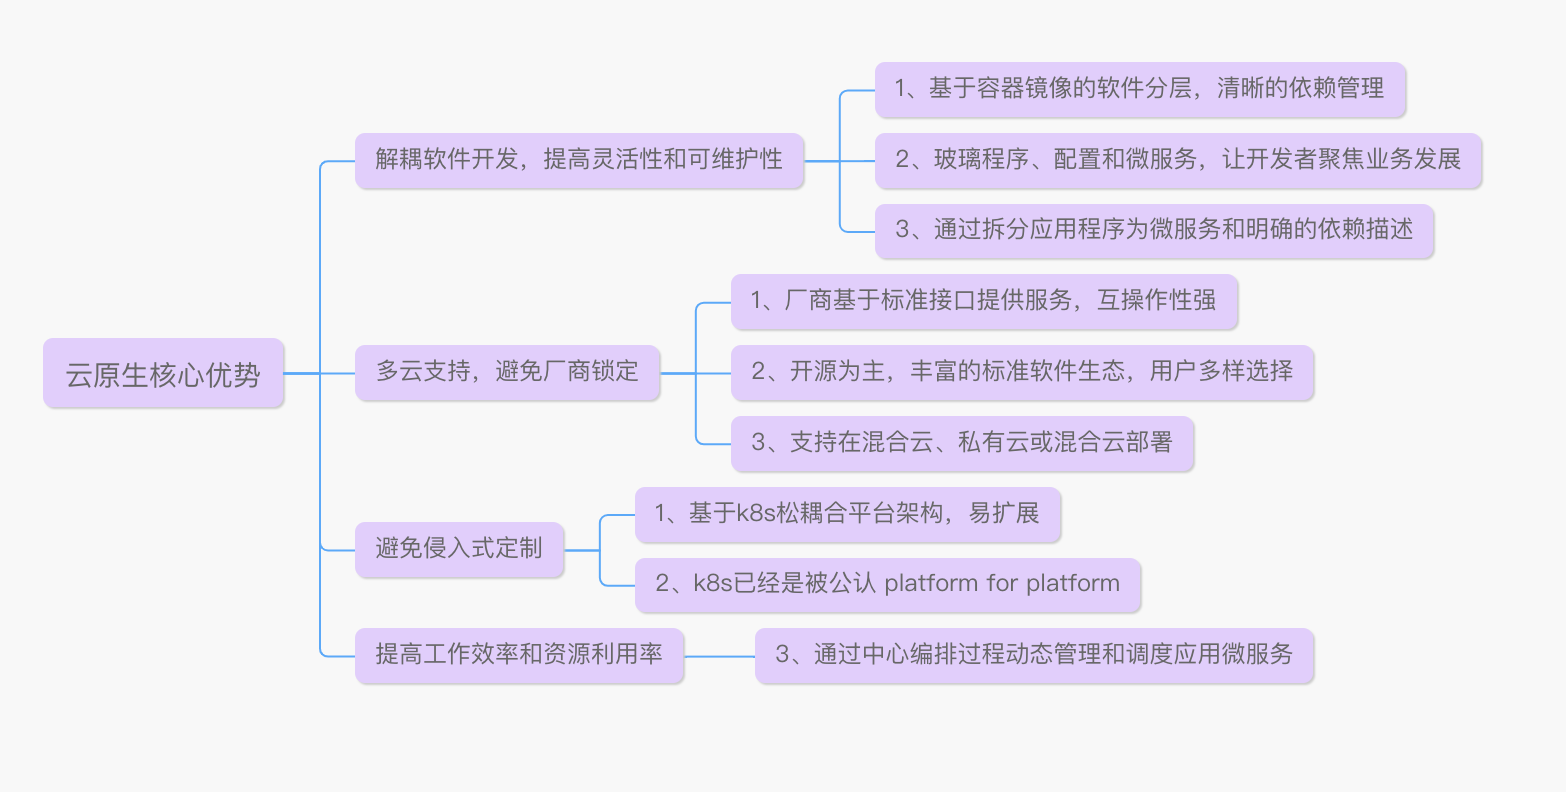 云原生核心优势
解耦软件开发，提高灵活性和可维护性
1、基于容器镜像的软件分层，清晰的依赖管理
2、玻璃程序、配置和微服务，让开发者聚焦业务发展
3、通过拆分应用程序为微服务和明确的依赖描述
多云支持，避免厂商锁定
1、厂商基于标准接口提供服务，互操作性强
2、开源为主，丰富的标准软件生态，用户多样选择
3、支持在混合云、私有云或混合云部署
避免侵入式定制
1、基于k8s松耦合平台架构，易扩展
2、k8s已经是被公认 platform for platform
提高工作效率和资源利用率
3、通过中心编排过程动态管理和调度应用微服务